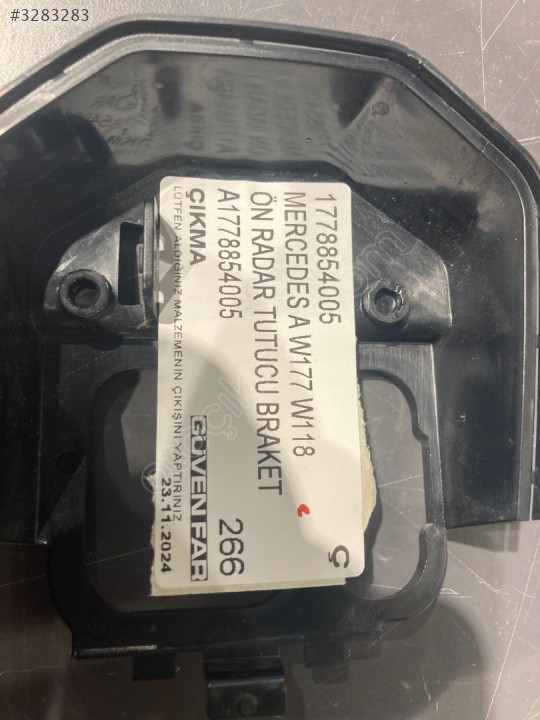 #3283283
1778854005
MERCEDES A W177 W118
ÖN RADAR TUTUCU BRAKET
A1778854005
266
ÇIKMA
GÜVEN FAR
LÜTFEN ALDIĞINIZ MALZEMENİN ÇIKIŞINI YAPTIRINIZ
23.11.2024
Ç